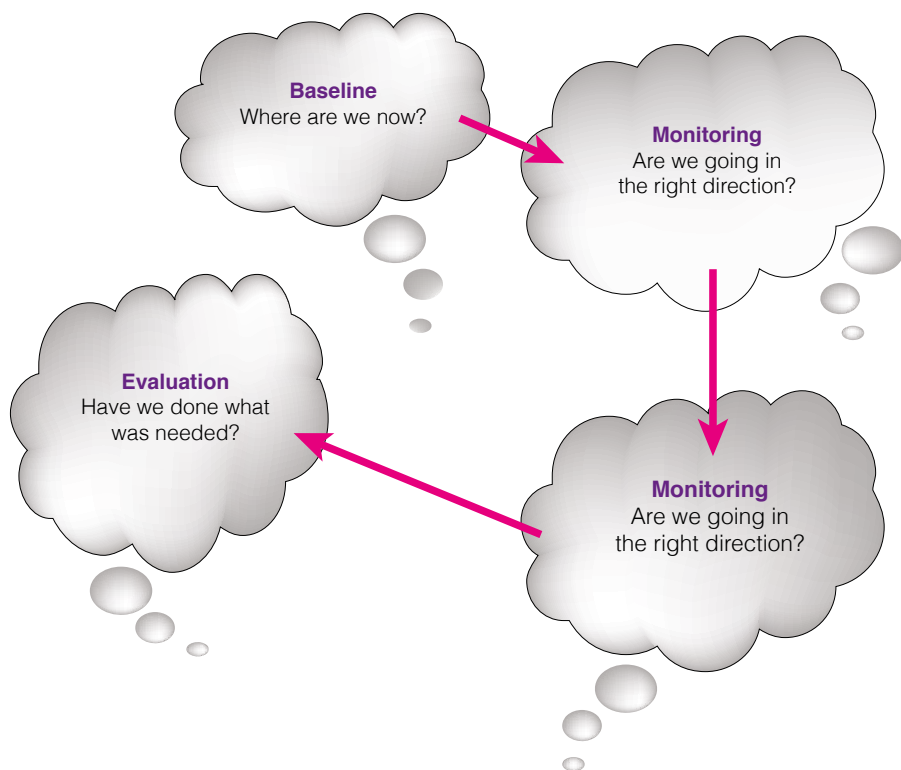 Baseline
Where are we now?
Monitoring
Are we going in
the right direction?
Monitoring
Are we going in
the right direction?
Evaluation
Have we done what
was needed?